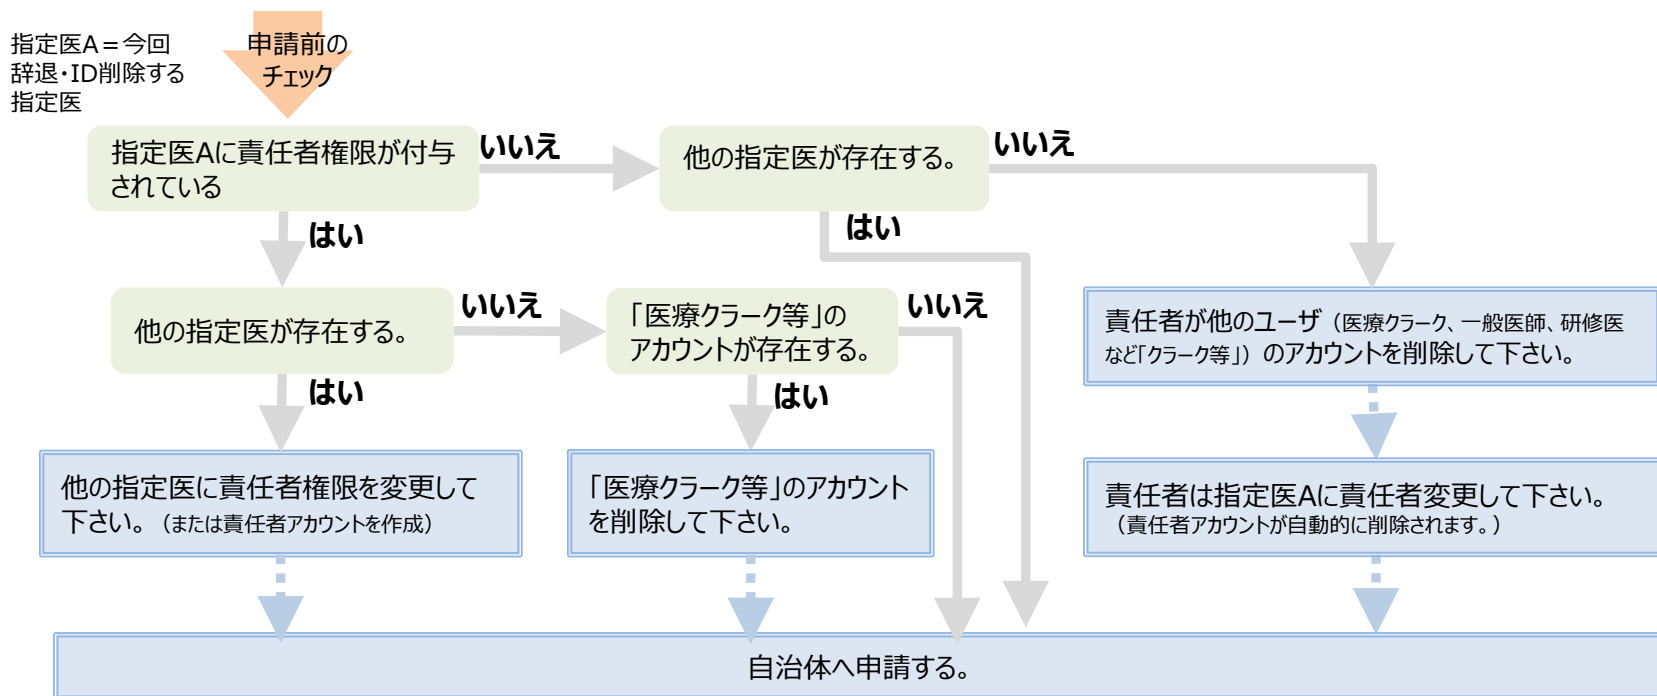 指定医A＝今回
辞退・ID削除する
指定医
申請前の
チェック
指定医Aに責任者権限が付与
されている
いいえ
他の指定医が存在する。
いいえ
はい
はい
他の指定医が存在する。
いいえ
「医療クラーク等」の
アカウントが存在する。
いいえ
責任者が他のユーザ（医療クラーク、一般医師、研修医
など「クラーク等」）のアカウントを削除して下さい。
はい
はい
他の指定医に責任者権限を変更して
下さい。（または責任者アカウントを作成）
「医療クラーク等」のアカウント
を削除して下さい。
責任者は指定医Aに責任者変更して下さい。
（責任者アカウントが自動的に削除されます。）
自治体へ申請する。